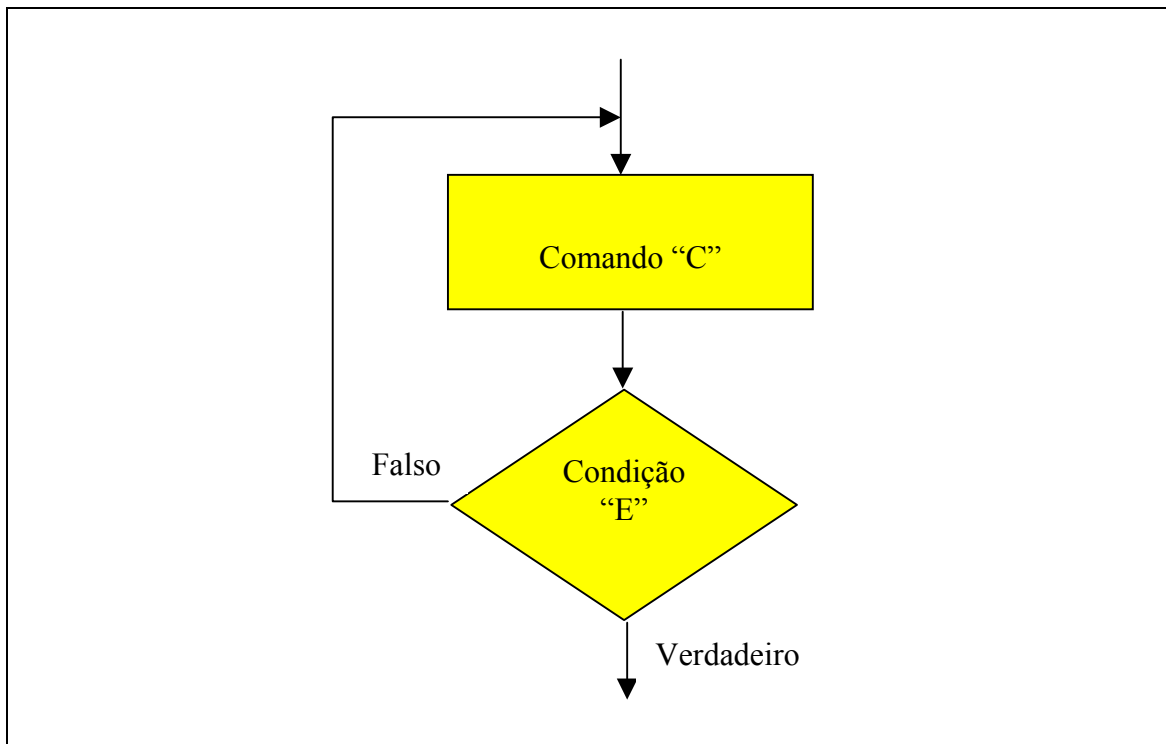 Comando “C”
Falso
Condição
“E”
Verdadeiro